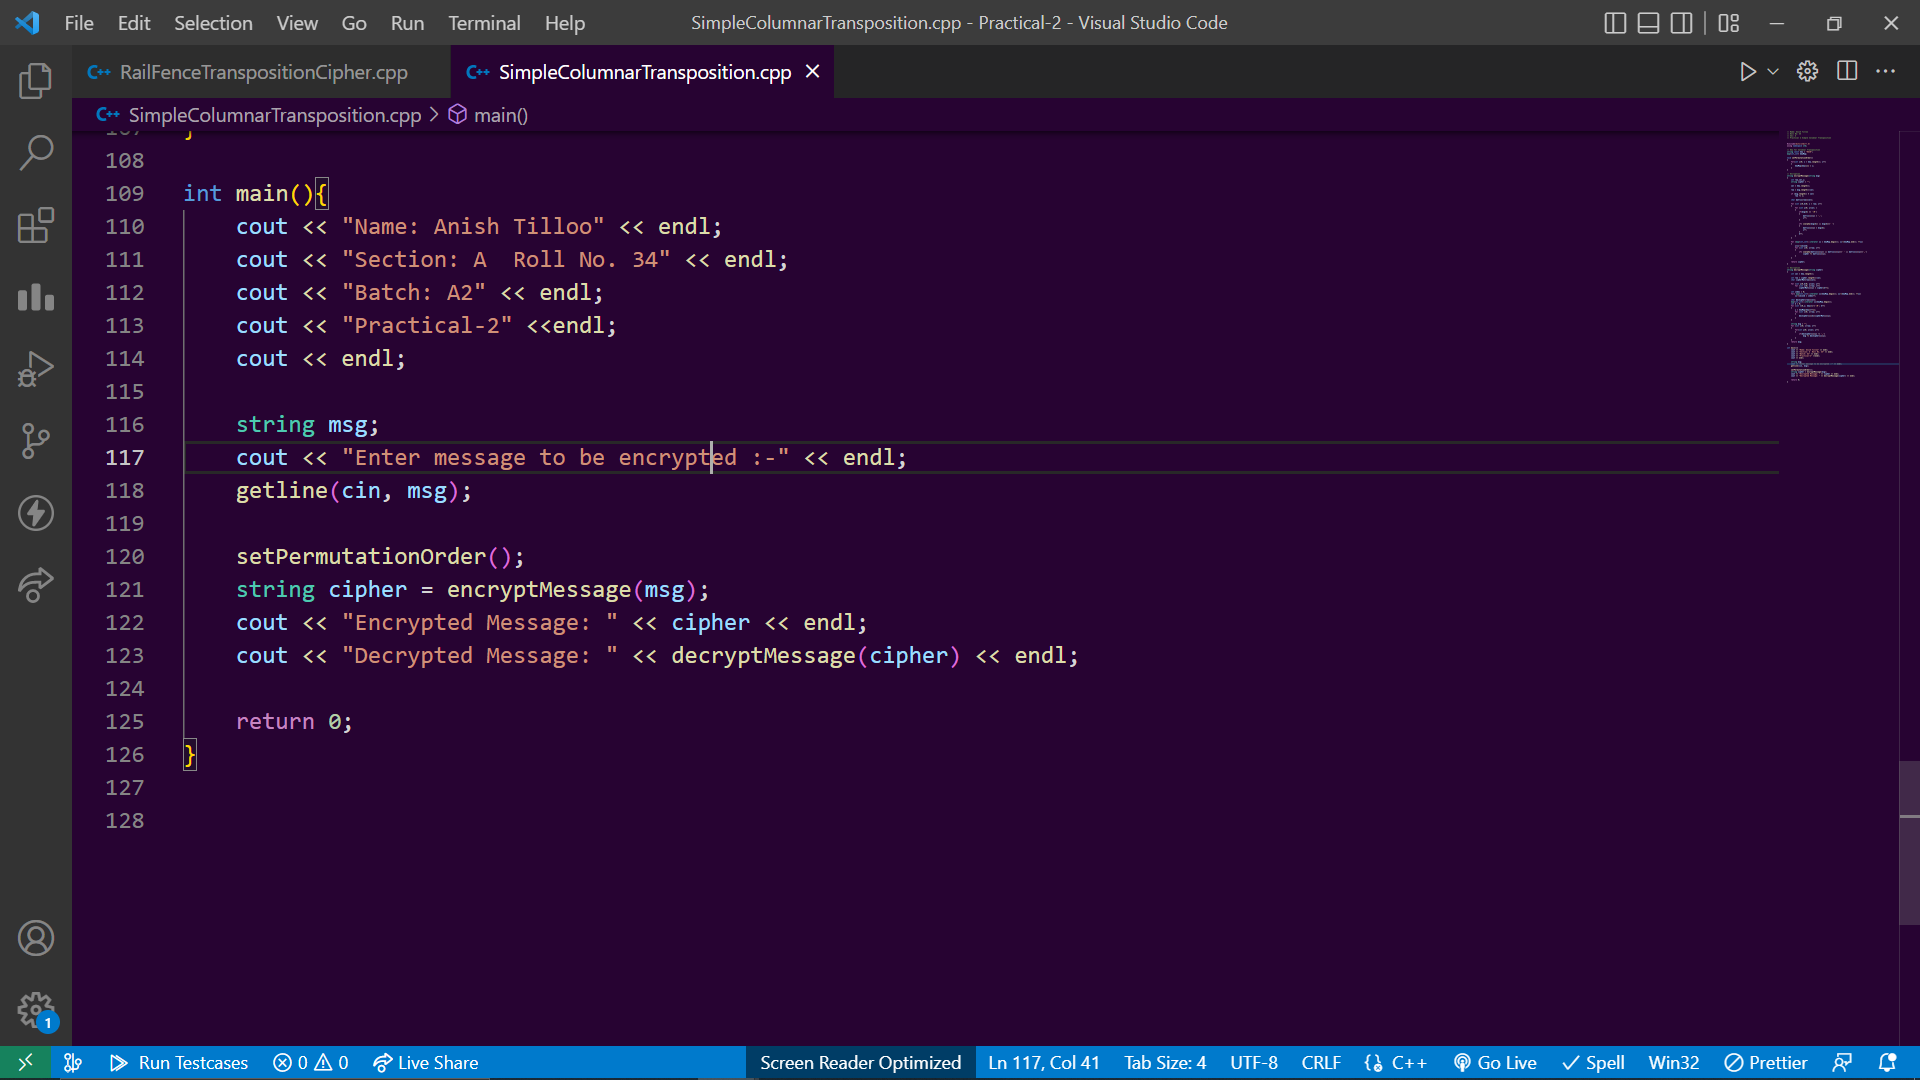 File Edit Selection View Go Run Terminal Help SimpleColumnarTransposition.cpp - Practical-2 - Visual Studio Code
C++ RailFenceTranspositionCipher.cpp C++ SimpleColumnarTransposition.cpp
C++ SimpleColumnarTransposition.cpp > main()
107 }
108
109 int main(){
110 cout << "Name: Anish Tilloo" << endl;
111 cout << "Section: A  Roll No. 34" << endl;
112 cout << "Batch: A2" << endl;
113 cout << "Practical-2" <<endl;
114 cout << endl;
115
116 string msg;
117 cout << "Enter message to be encrypted :-" << endl;
118 getline(cin, msg);
119
120 setPermutationOrder();
121 string cipher = encryptMessage(msg);
122 cout << "Encrypted Message: " << cipher << endl;
123 cout << "Decrypted Message: " << decryptMessage(cipher) << endl;
124
125 return 0;
126 }
127
128
1
Run Testcases 0 0 Live Share Screen Reader Optimized Ln 117, Col 41 Tab Size: 4 UTF-8 CRLF {} C++ Go Live Spell Win32 Prettier